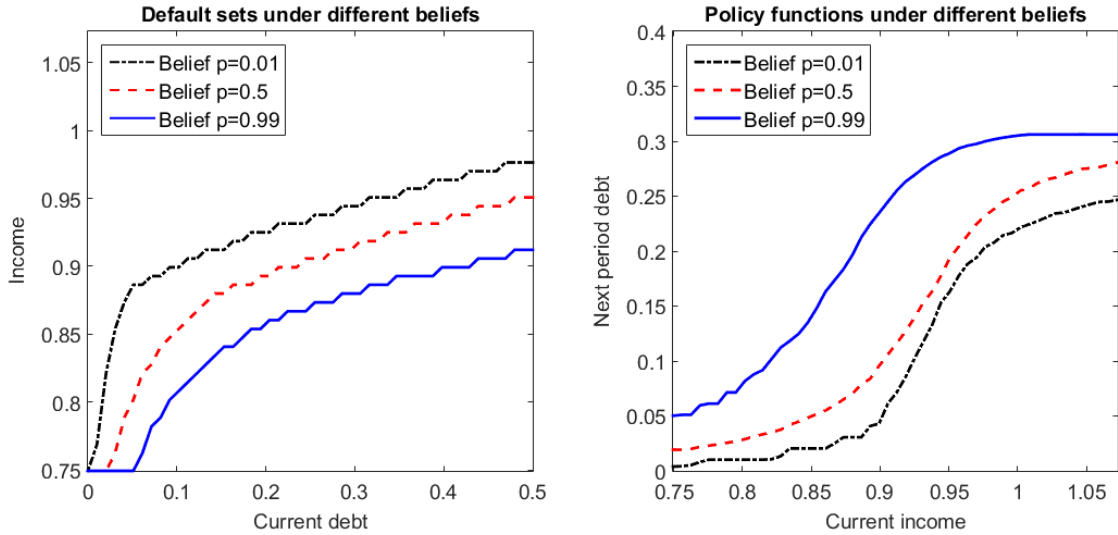 Default sets under different beliefs
1.05
1
0.95
0.9
0.85
0.8
0.75
Income
Belief p=0.01
Belief p=0.5
Belief p=0.99
0
0.1
0.2
0.3
0.4
0.5
Current debt
Policy functions under different beliefs
0.4
0.35
0.3
0.25
0.2
0.15
0.1
0.05
0
Next period debt
Belief p=0.01
Belief p=0.5
Belief p=0.99
0.75
0.8
0.85
0.9
0.95
1
1.05
Current income